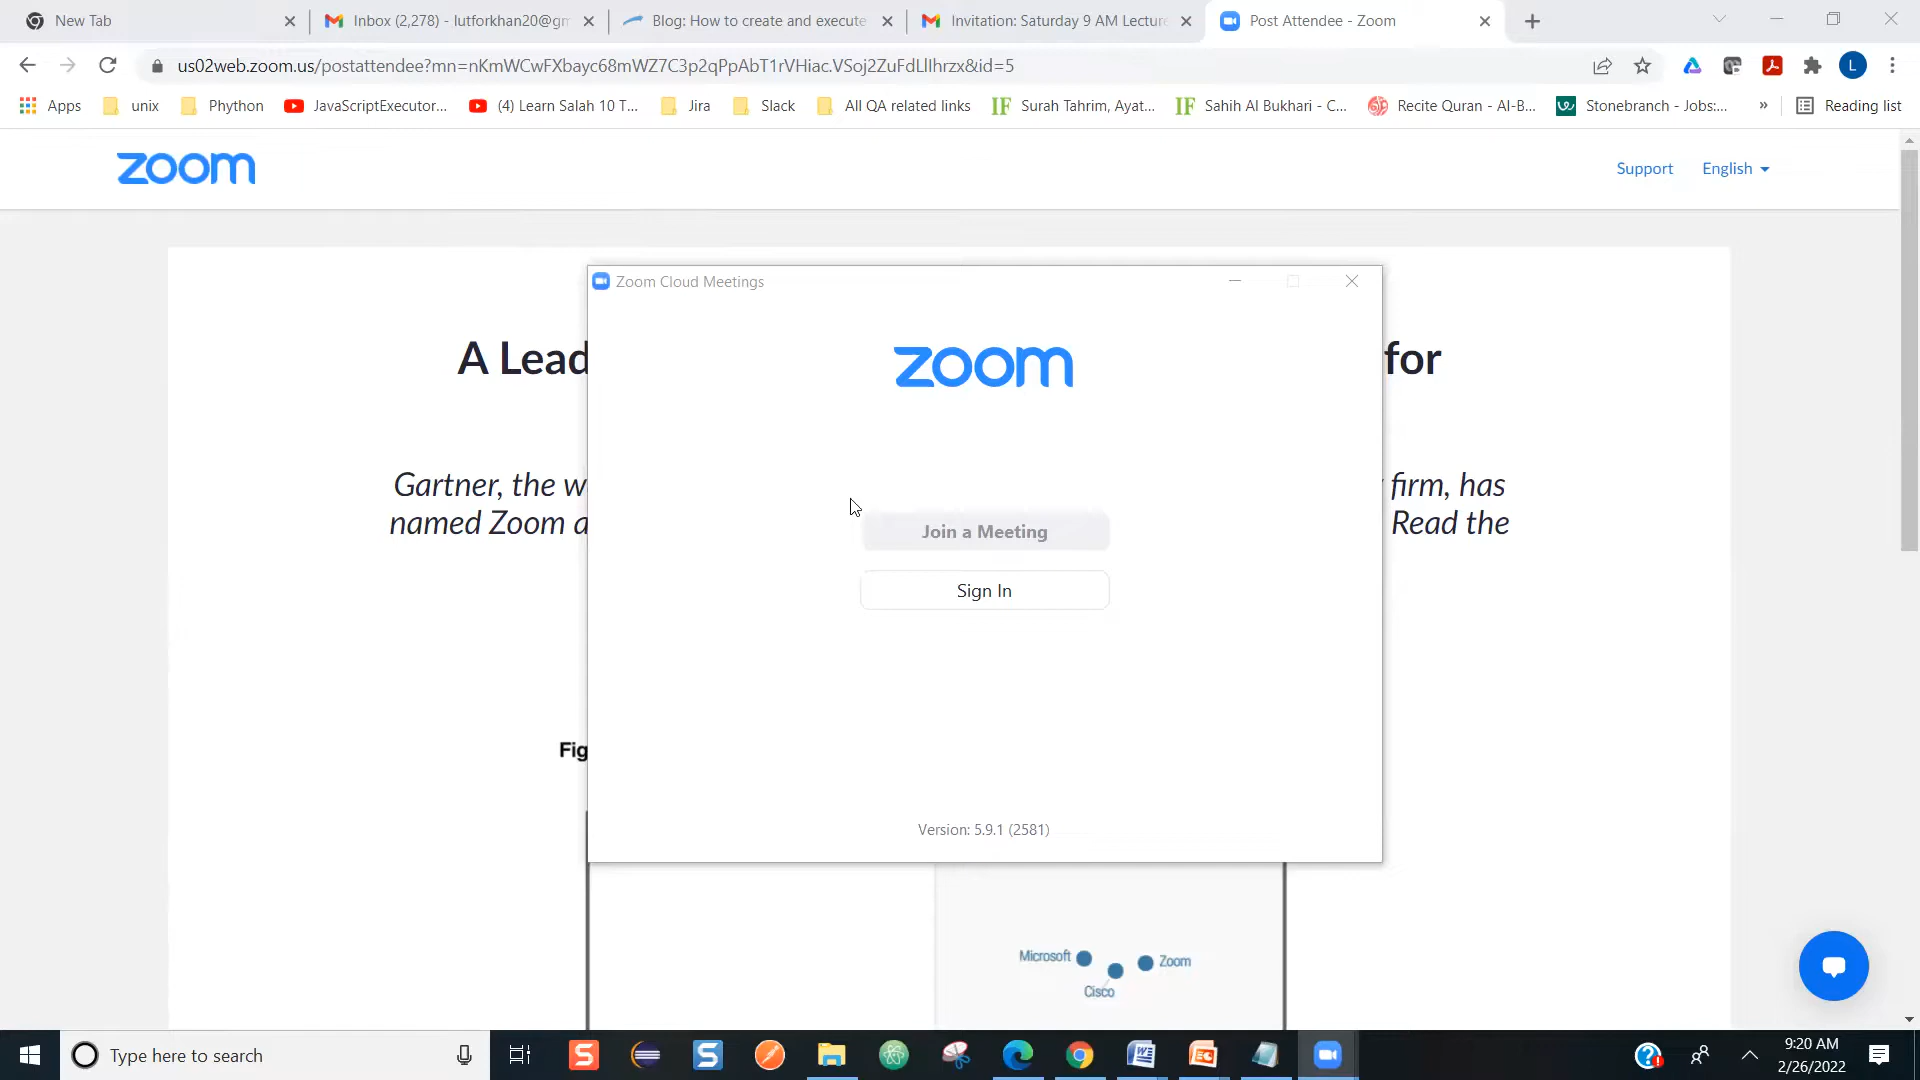 New Tab
Inbox (2,278) - lutforkhan20@gm
Blog: How to create and execute
Invitation: Saturday 9 AM Lecture
Post Attendee - Zoom
us02web.zoom.us/postattendee?mn=nKmWCwFXbayc68mWZ7C3p2qPpAbT1rVHiac.VSoj2ZuFdLlIhrzx&id=5
L
Apps
unix
Phython
JavaScriptExecutor...
(4) Learn Salah 10 T...
Jira
Slack
All QA related links
IF Surah Tahrim, Ayat...
IF Sahih Al Bukhari - C...
Recite Quran - Al-B...
Stonebranch - Jobs:...
»
Reading list
zoom
Support
English
Zoom Cloud Meetings
zoom
A Lead
for
Gartner, the w
firm, has
named Zoom a
Read the
Join a Meeting
Sign In
Fig
Version: 5.9.1 (2581)
Microsoft
Zoom
Cisco
Type here to search
9:20 AM
2/26/2022